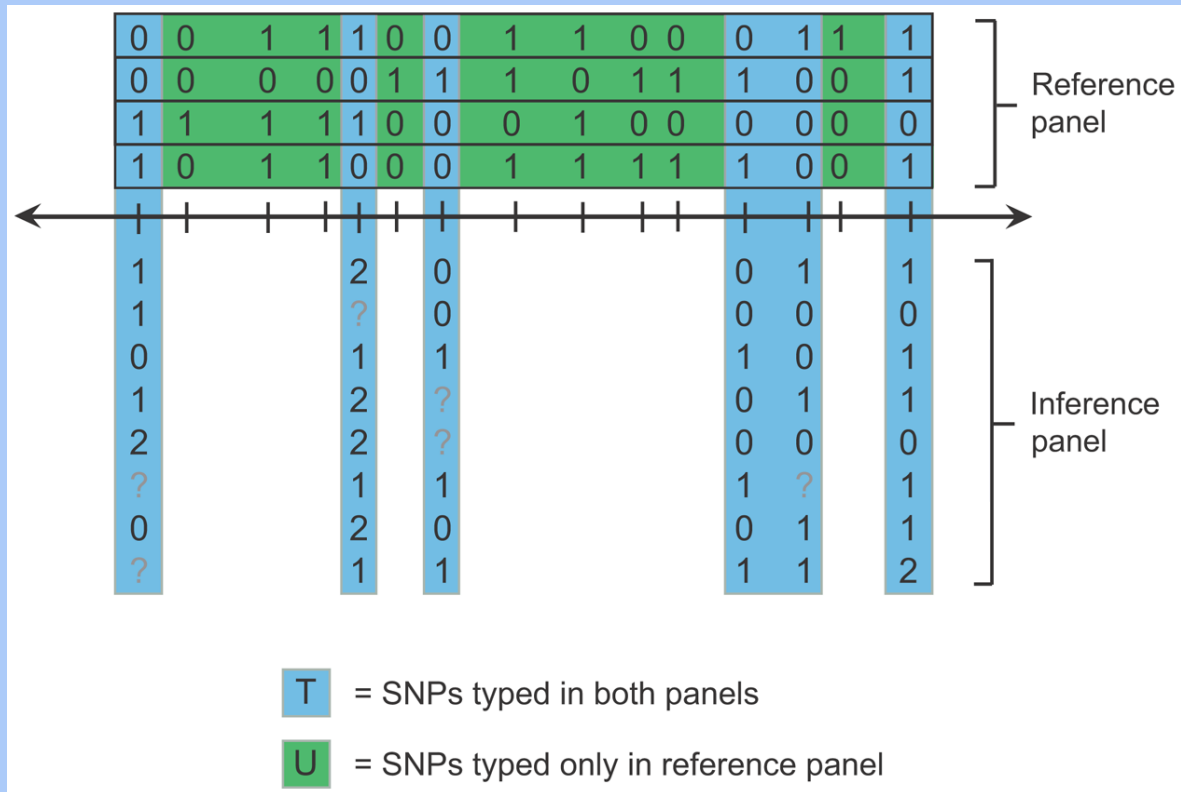 0 0 1 1 1 0 0 1 1 0 0 0 1 1 1
0 0 0 0 0 1 1 1 0 1 1 1 0 0 1
1 1 1 1 1 0 0 0 1 0 0 0 0 0 0
1 0 1 1 0 0 0 1 1 1 1 1 0 0 1
Reference
panel
1 2 0 0 1 1
1 ? 0 0 0 0
0 1 1 1 0 1
1 2 ? 0 1 1
2 2 ? 0 0 0
? 1 1 1 ? 1
0 2 0 0 1 1
? 1 1 1 1 2
Inference
panel
T = SNPs typed in both panels
U = SNPs typed only in reference panel